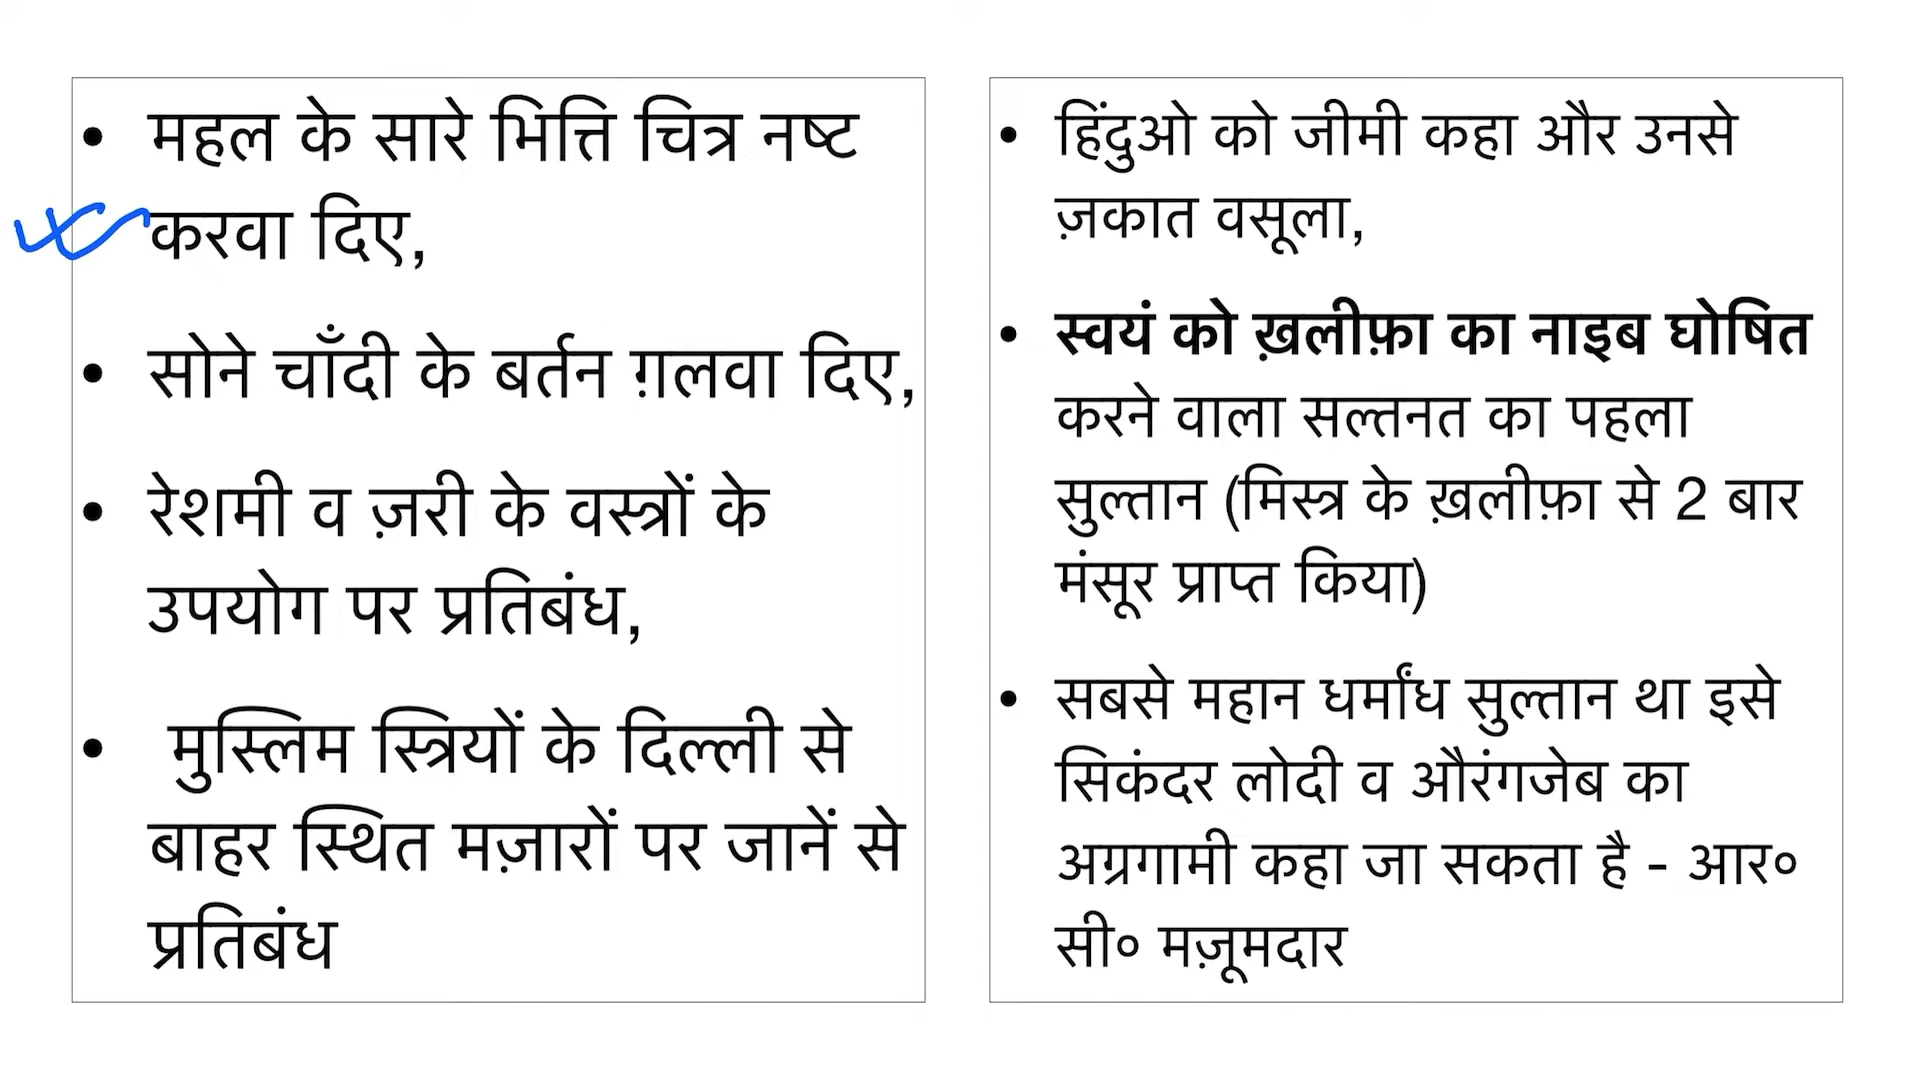 • महल के सारे भित्ति चित्र नष्ट
करवा दिए,
• सोने चाँदी के बर्तन ग़लवा दिए,
• रेशमी व ज़री के वस्त्रों के
उपयोग पर प्रतिबंध,
• मुस्लिम स्त्रियों के दिल्ली से
बाहर स्थित मज़ारों पर जानें से
प्रतिबंध
• हिंदुओ को जीमी कहा और उनसे
ज़कात वसूला,
• स्वयं को ख़लीफ़ा का नाइब घोषित
करने वाला सल्तनत का पहला
सुल्तान (मिस्त्र के ख़लीफ़ा से 2 बार
मंसूर प्राप्त किया)
• सबसे महान धर्मांध सुल्तान था इसे
सिकंदर लोदी व औरंगजेब का
अग्रगामी कहा जा सकता है - आर०
सी० मज़ूमदार